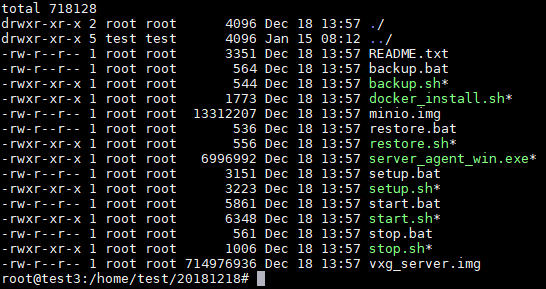 total 718128
drwxr-xr-x 2 root root      4096 Dec 18 13:57 ./
drwxr-xr-x 5 test test      4096 Jan 15 08:12 ../
-rw-r--r-- 1 root root      3351 Dec 18 13:57 README.txt
-rw-r--r-- 1 root root       564 Dec 18 13:57 backup.bat
-rwxr-xr-x 1 root root       544 Dec 18 13:57 backup.sh*
-rwxr-xr-x 1 root root      1773 Dec 18 13:57 docker_install.sh*
-rw-r--r-- 1 root root  13312207 Dec 18 13:57 minio.img
-rw-r--r-- 1 root root       536 Dec 18 13:57 restore.bat
-rwxr-xr-x 1 root root       556 Dec 18 13:57 restore.sh*
-rwxr-xr-x 1 root root   6996992 Dec 18 13:57 server_agent_win.exe*
-rw-r--r-- 1 root root      3151 Dec 18 13:57 setup.bat
-rwxr-xr-x 1 root root      3223 Dec 18 13:57 setup.sh*
-rw-r--r-- 1 root root      5861 Dec 18 13:57 start.bat
-rwxr-xr-x 1 root root      6348 Dec 18 13:57 start.sh*
-rw-r--r-- 1 root root       561 Dec 18 13:57 stop.bat
-rwxr-xr-x 1 root root      1006 Dec 18 13:57 stop.sh*
-rw-r--r-- 1 root root 714976936 Dec 18 13:57 vxg_server.img
root@test3:/home/test/20181218#